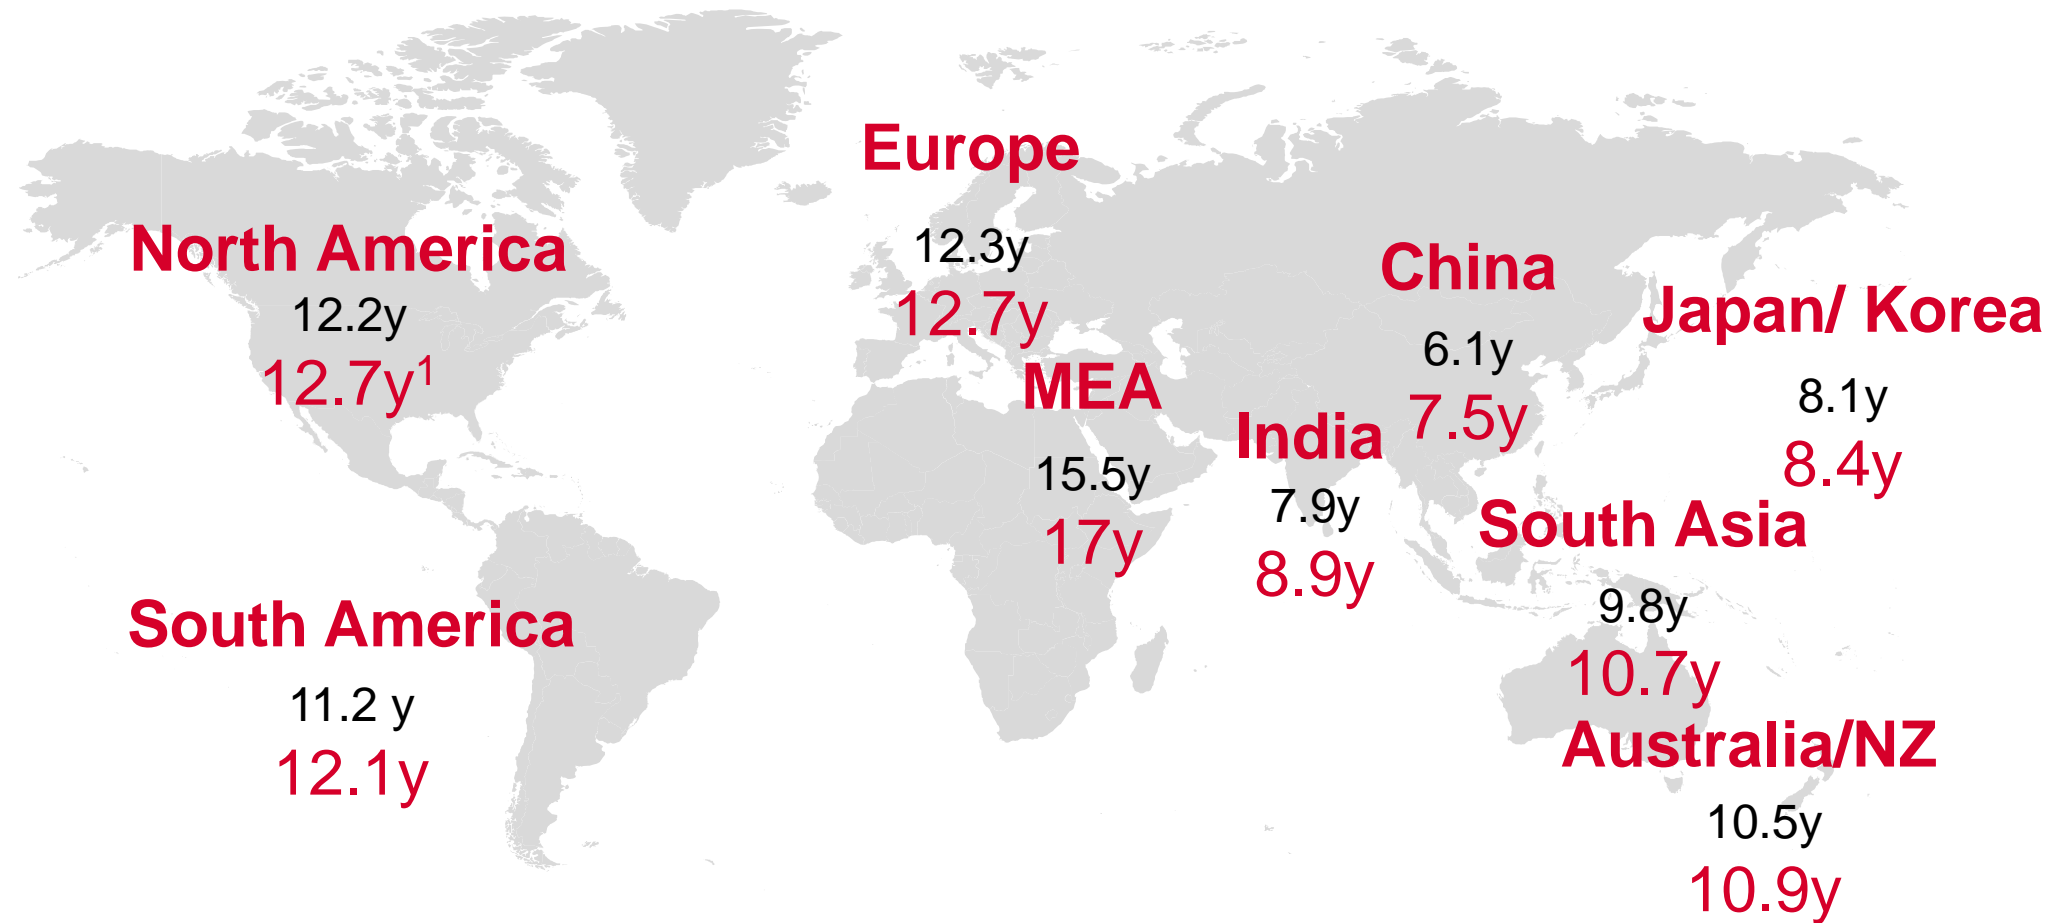 Europe
12.3y
12.7y
North America
12.2y
12.7y¹
China
6.1y
7.5y
Japan/ Korea
8.1y
8.4y
MEA
15.5y
17y
India
7.9y
8.9y
South Asia
9.8y
10.7y
South America
11.2 y
12.1y
Australia/NZ
10.5y
10.9y